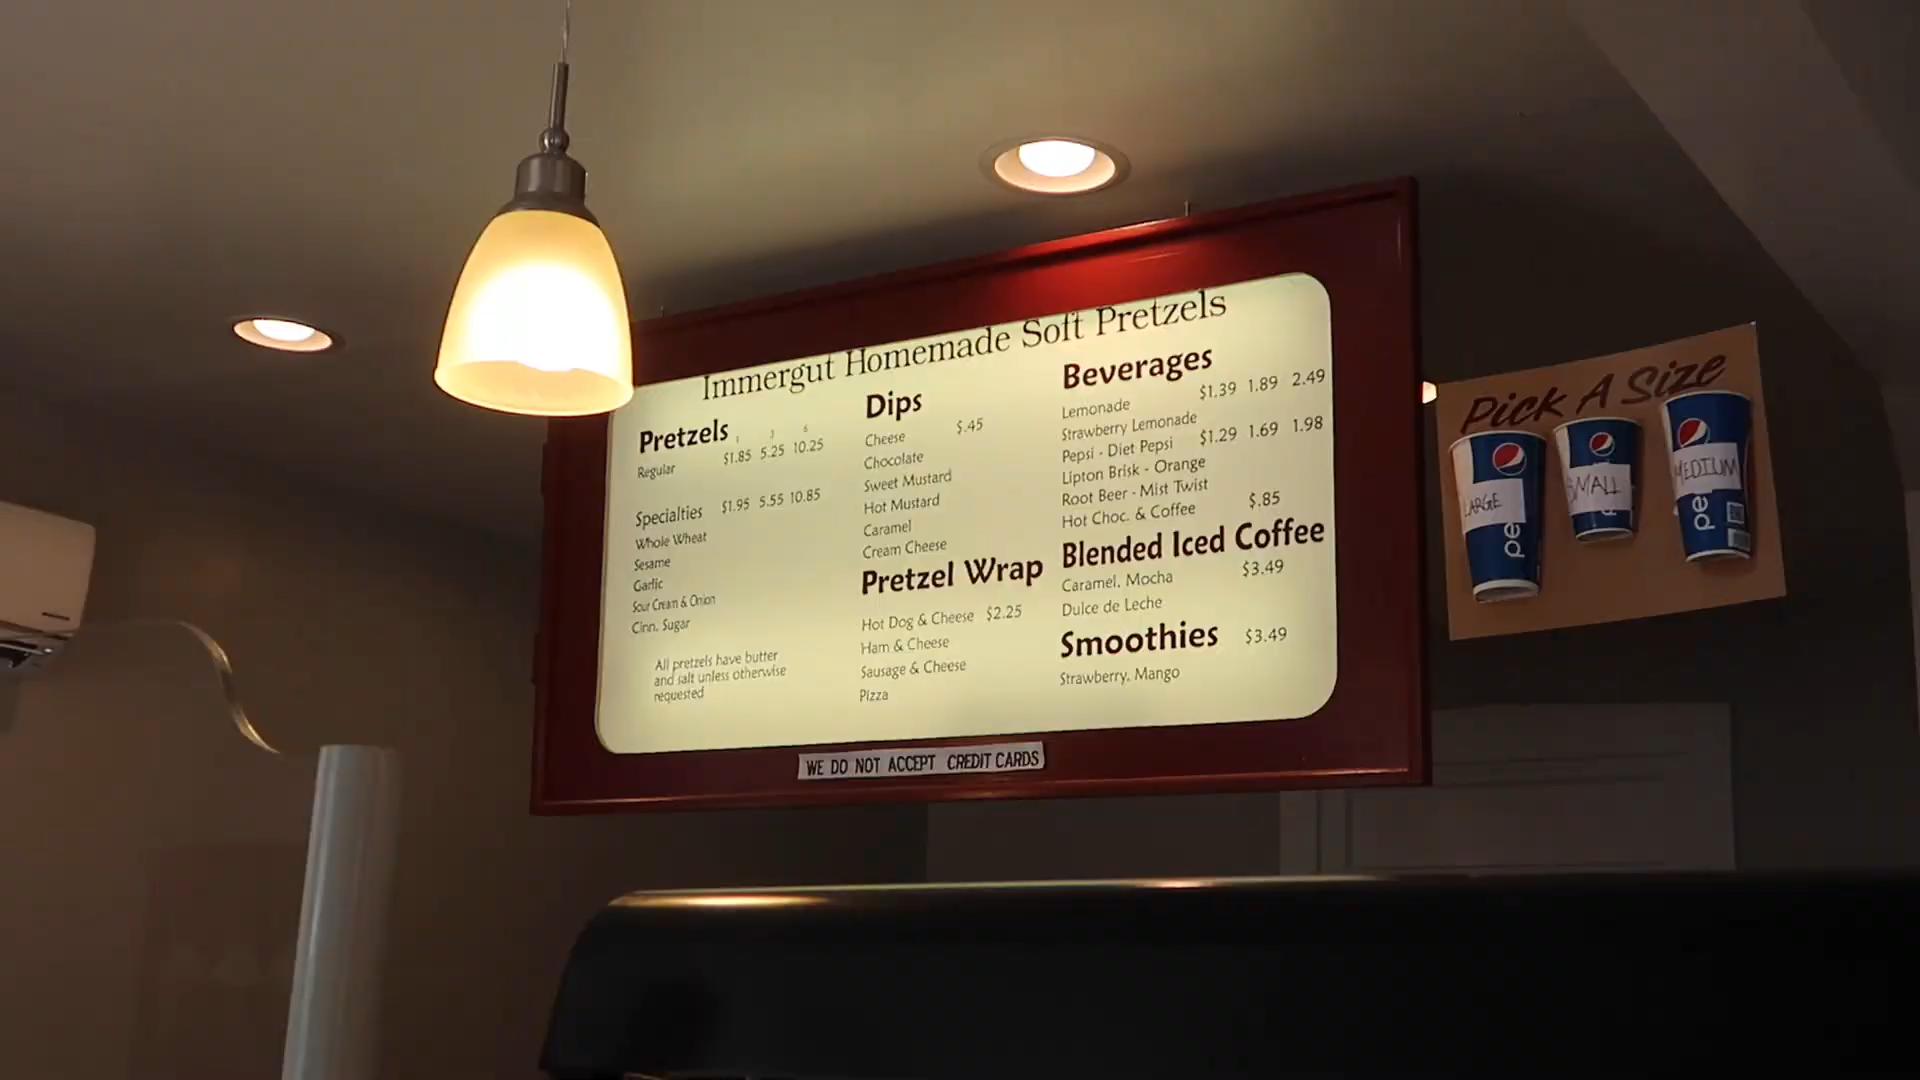 Immergut Homemade Soft Pretzels
Pretzels 1 3 6
Regular $1.85 5.25 10.25
Specialties $1.95 5.55 10.85
Whole Wheat
Sesame
Garlic
Sour Cream & Onion
Cinn. Sugar
All pretzels have butter
and salt unless otherwise
requested
Dips
Cheese $.45
Chocolate
Sweet Mustard
Hot Mustard
Caramel
Cream Cheese
Pretzel Wrap
Hot Dog & Cheese $2.25
Ham & Cheese
Sausage & Cheese
Pizza
Beverages
Lemonade $1.39 1.89 2.49
Strawberry Lemonade
Pepsi - Diet Pepsi $1.29 1.69 1.98
Lipton Brisk - Orange
Root Beer - Mist Twist
Hot Choc. & Coffee $.85
Blended Iced Coffee
Caramel, Mocha $3.49
Dulce de Leche
Smoothies $3.49
Strawberry, Mango
WE DO NOT ACCEPT CREDIT CARDS
Pick A Size
LARGE
pe
SMALL
MEDIUM
pe